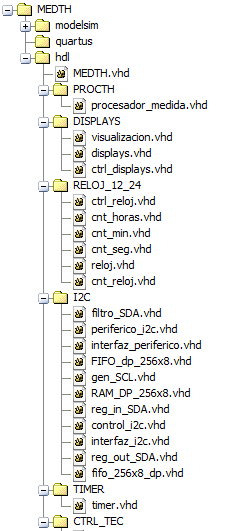 MEDTH
modelsim
quartus
hdl
MEDTH.vhd
PROCTH
procesador_medida.vhd
DISPLAYS
visualizacion.vhd
displays.vhd
ctrl_displays.vhd
RELOJ_12_24
ctrl_reloj.vhd
cnt_horas.vhd
cnt_min.vhd
cnt_seg.vhd
reloj.vhd
cnt_reloj.vhd
I2C
filtro_SDA.vhd
periferico_i2c.vhd
interfaz_periferico.vhd
FIFO_dp_256x8.vhd
gen_SCL.vhd
RAM_DP_256x8.vhd
reg_in_SDA.vhd
control_i2c.vhd
interfaz_i2c.vhd
reg_out_SDA.vhd
fifo_256x8_dp.vhd
TIMER
timer.vhd
CTRL_TEC